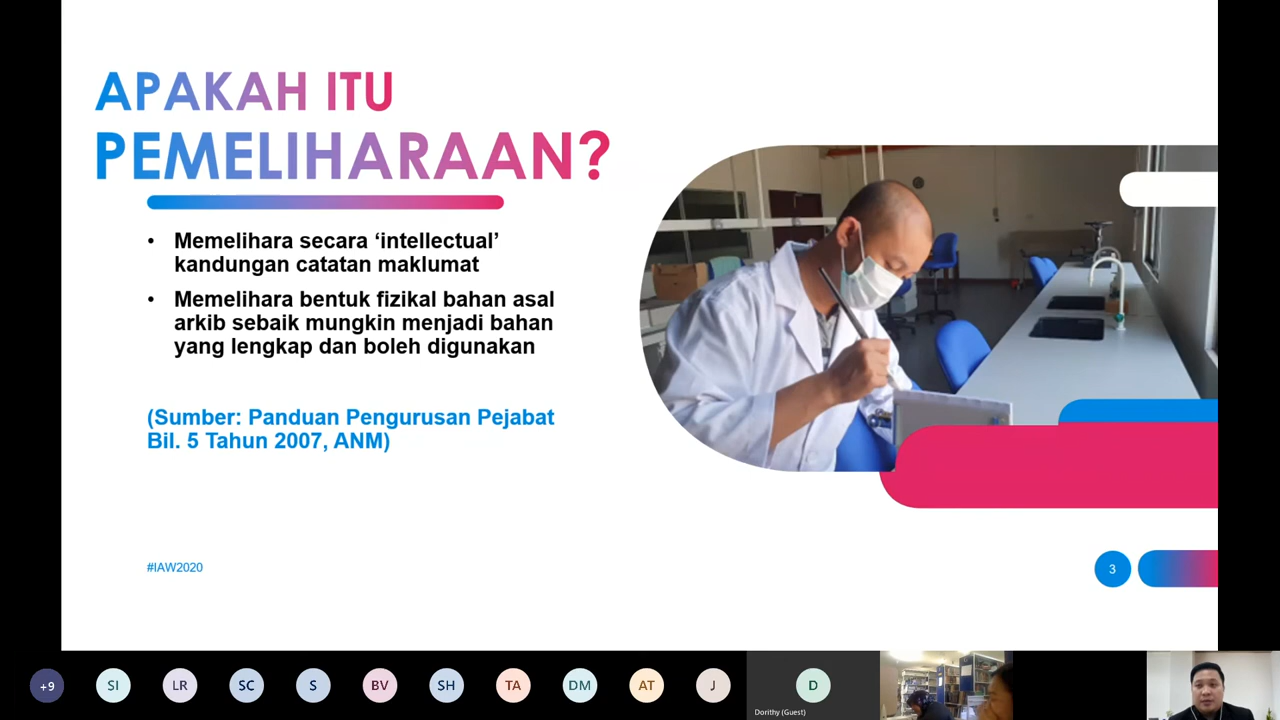 APAKAH ITU
PEMELIHARAAN?
• Memelihara secara ‘intellectual’
kandungan catatan maklumat
• Memelihara bentuk fizikal bahan asal
arkib sebaik mungkin menjadi bahan
yang lengkap dan boleh digunakan
(Sumber: Panduan Pengurusan Pejabat
Bil. 5 Tahun 2007, ANM)
#IAW2020
3
+9
SI
LR
SC
S
BV
SH
TA
DM
AT
J
D
Dorithy (Guest)